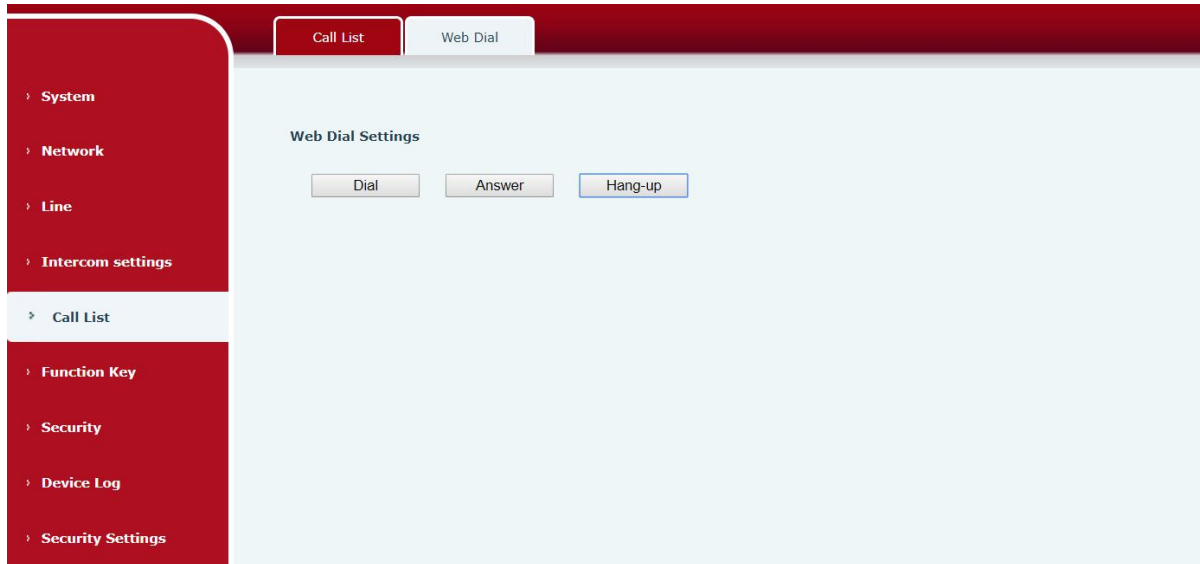 Call List
Web Dial
System
Network
Line
Intercom settings
Call List
Function Key
Security
Device Log
Security Settings
Web Dial Settings
Dial
Answer
Hang-up